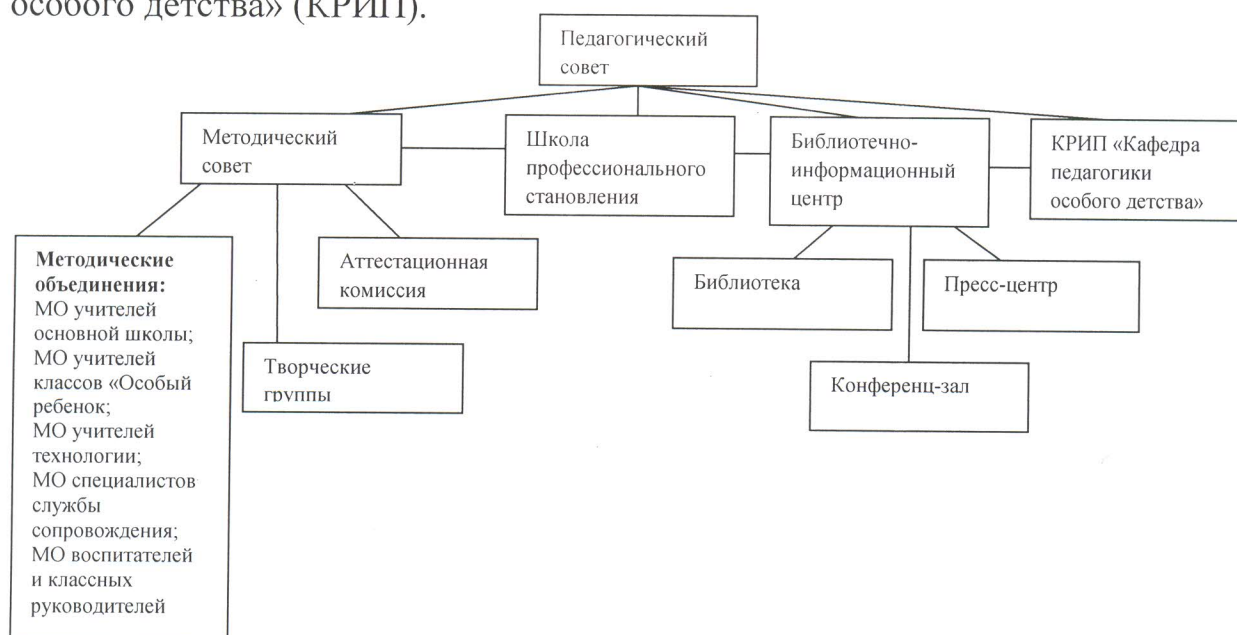 особого детства» (КРИП).
Педагогический
совет
Методический
совет
Школа
профессионального
становления
Библиотечно-
информационный
центр
КРИП «Кафедра
педагогики
особого детства»
Методические
объединения:
МО учителей
основной школы;
МО учителей
классов «Особый
ребенок;
МО учителей
технологии;
МО специалистов
службы
сопровождения;
МО воспитателей
и классных
руководителей
Аттестационная
комиссия
Творческие
группы
Библиотека
Пресс-центр
Конференц-зал